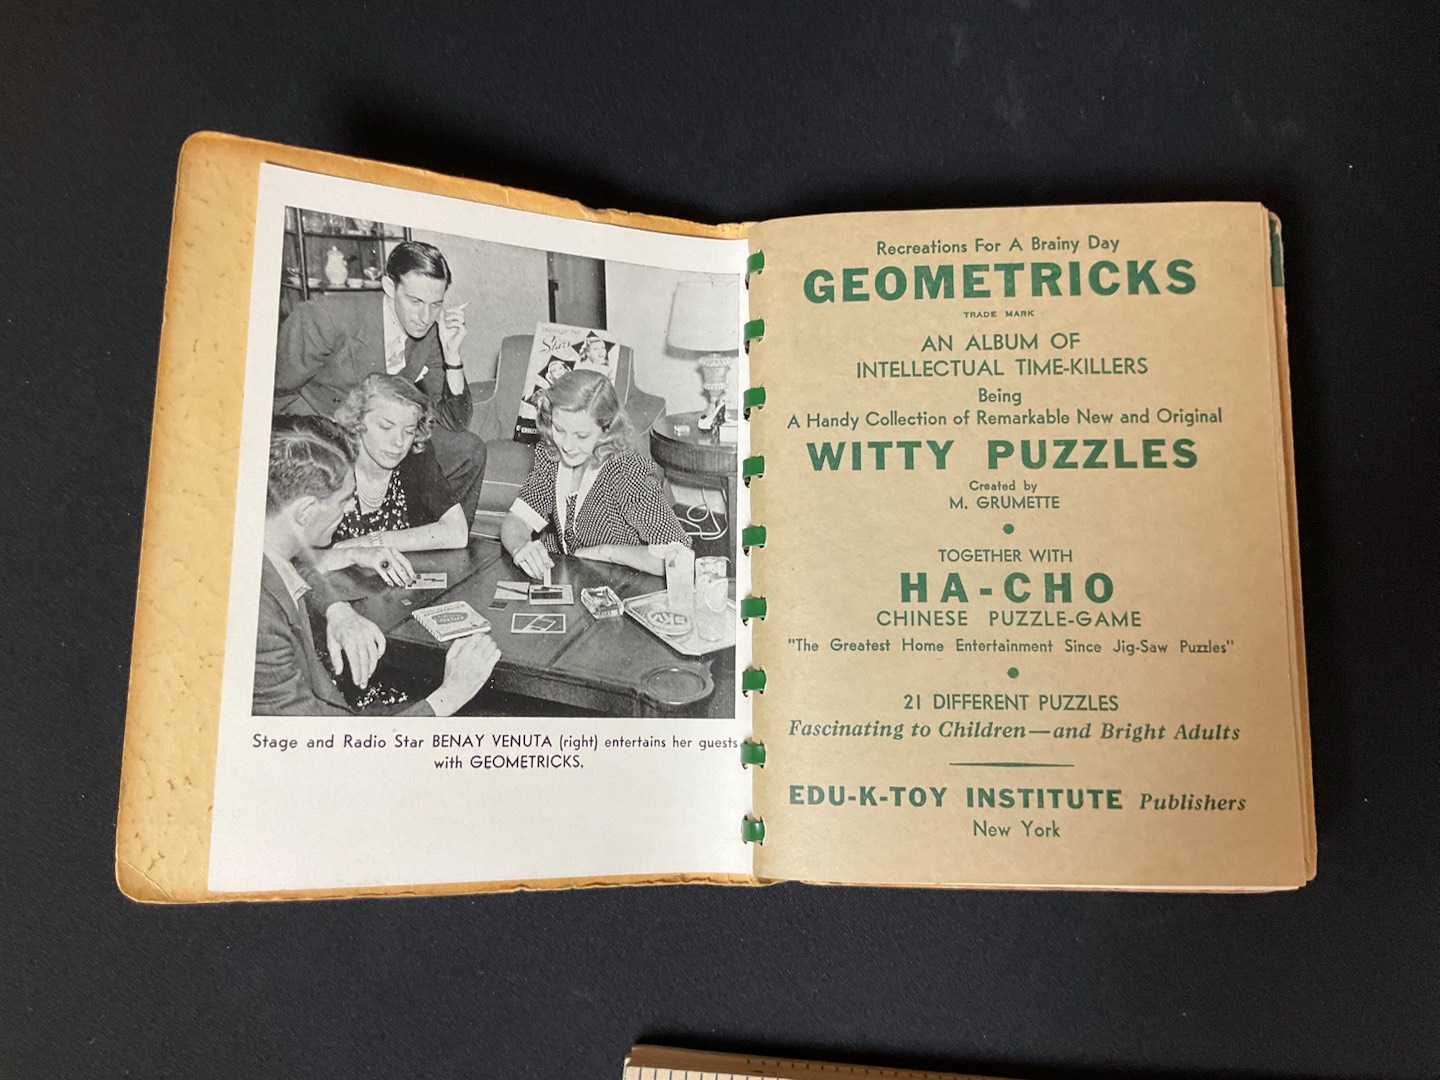 Stage and Radio Star BENAY VENUTA (right) entertains her guests
with GEOMETRICKS.
Recreations For A Brainy Day
GEOMETRICKS
TRADE MARK
AN ALBUM OF
INTELLECTUAL TIME-KILLERS
Being
A Handy Collection of Remarkable New and Original
WITTY PUZZLES
Created by
M. GRUMETTE
TOGETHER WITH
HA-CHO
CHINESE PUZZLE-GAME
"The Greatest Home Entertainment Since Jig-Saw Puzzles"
21 DIFFERENT PUZZLES
Fascinating to Children—and Bright Adults
EDU-K-TOY INSTITUTE Publishers
New York